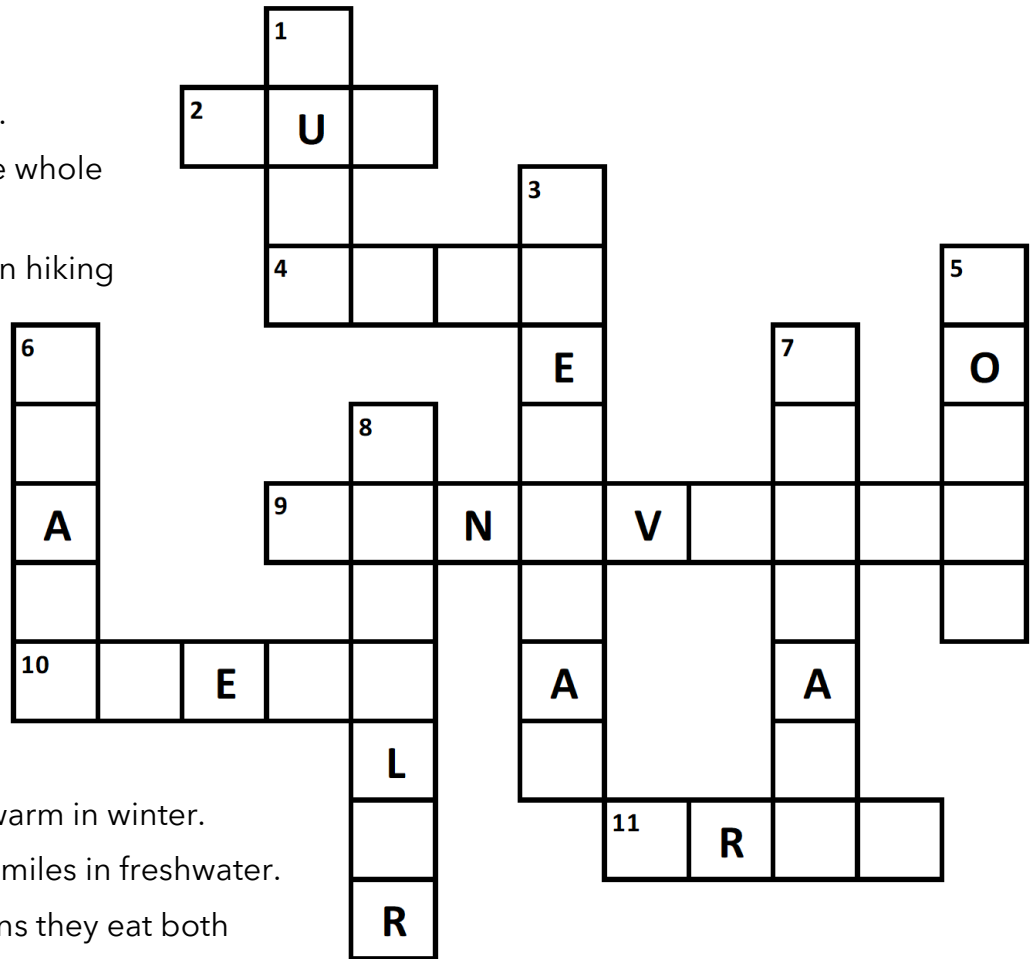 1
.
2 U
e whole
3
n hiking
4 5
6 E 7 O
8
A 9 N V
10 E A A
L
warm in winter.
11 R
miles in freshwater.
R
ns they eat both